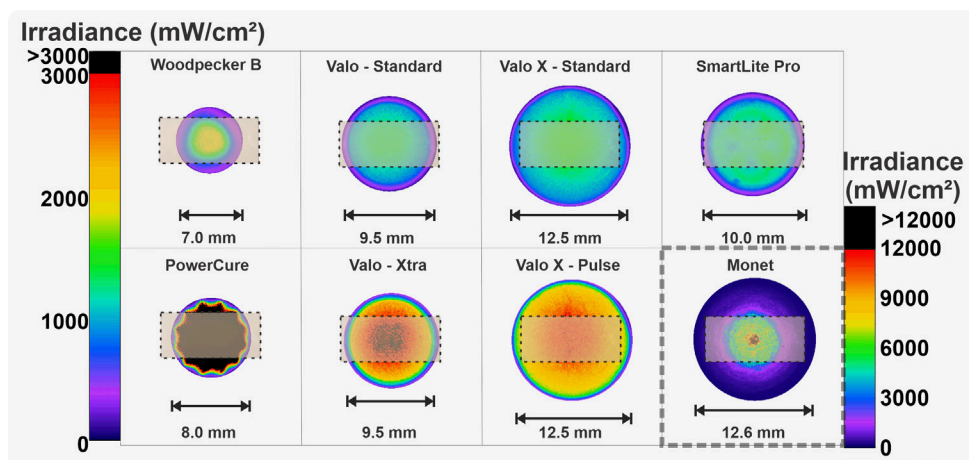 Irradiance (mW/cm²)
>3000
3000
2000
1000
0
Woodpecker B
7.0 mm
Valo - Standard
9.5 mm
Valo X - Standard
12.5 mm
SmartLite Pro
10.0 mm
PowerCure
8.0 mm
Valo - Xtra
9.5 mm
Valo X - Pulse
12.5 mm
Monet
12.6 mm
Irradiance
(mW/cm²)
>12000
12000
9000
6000
3000
0